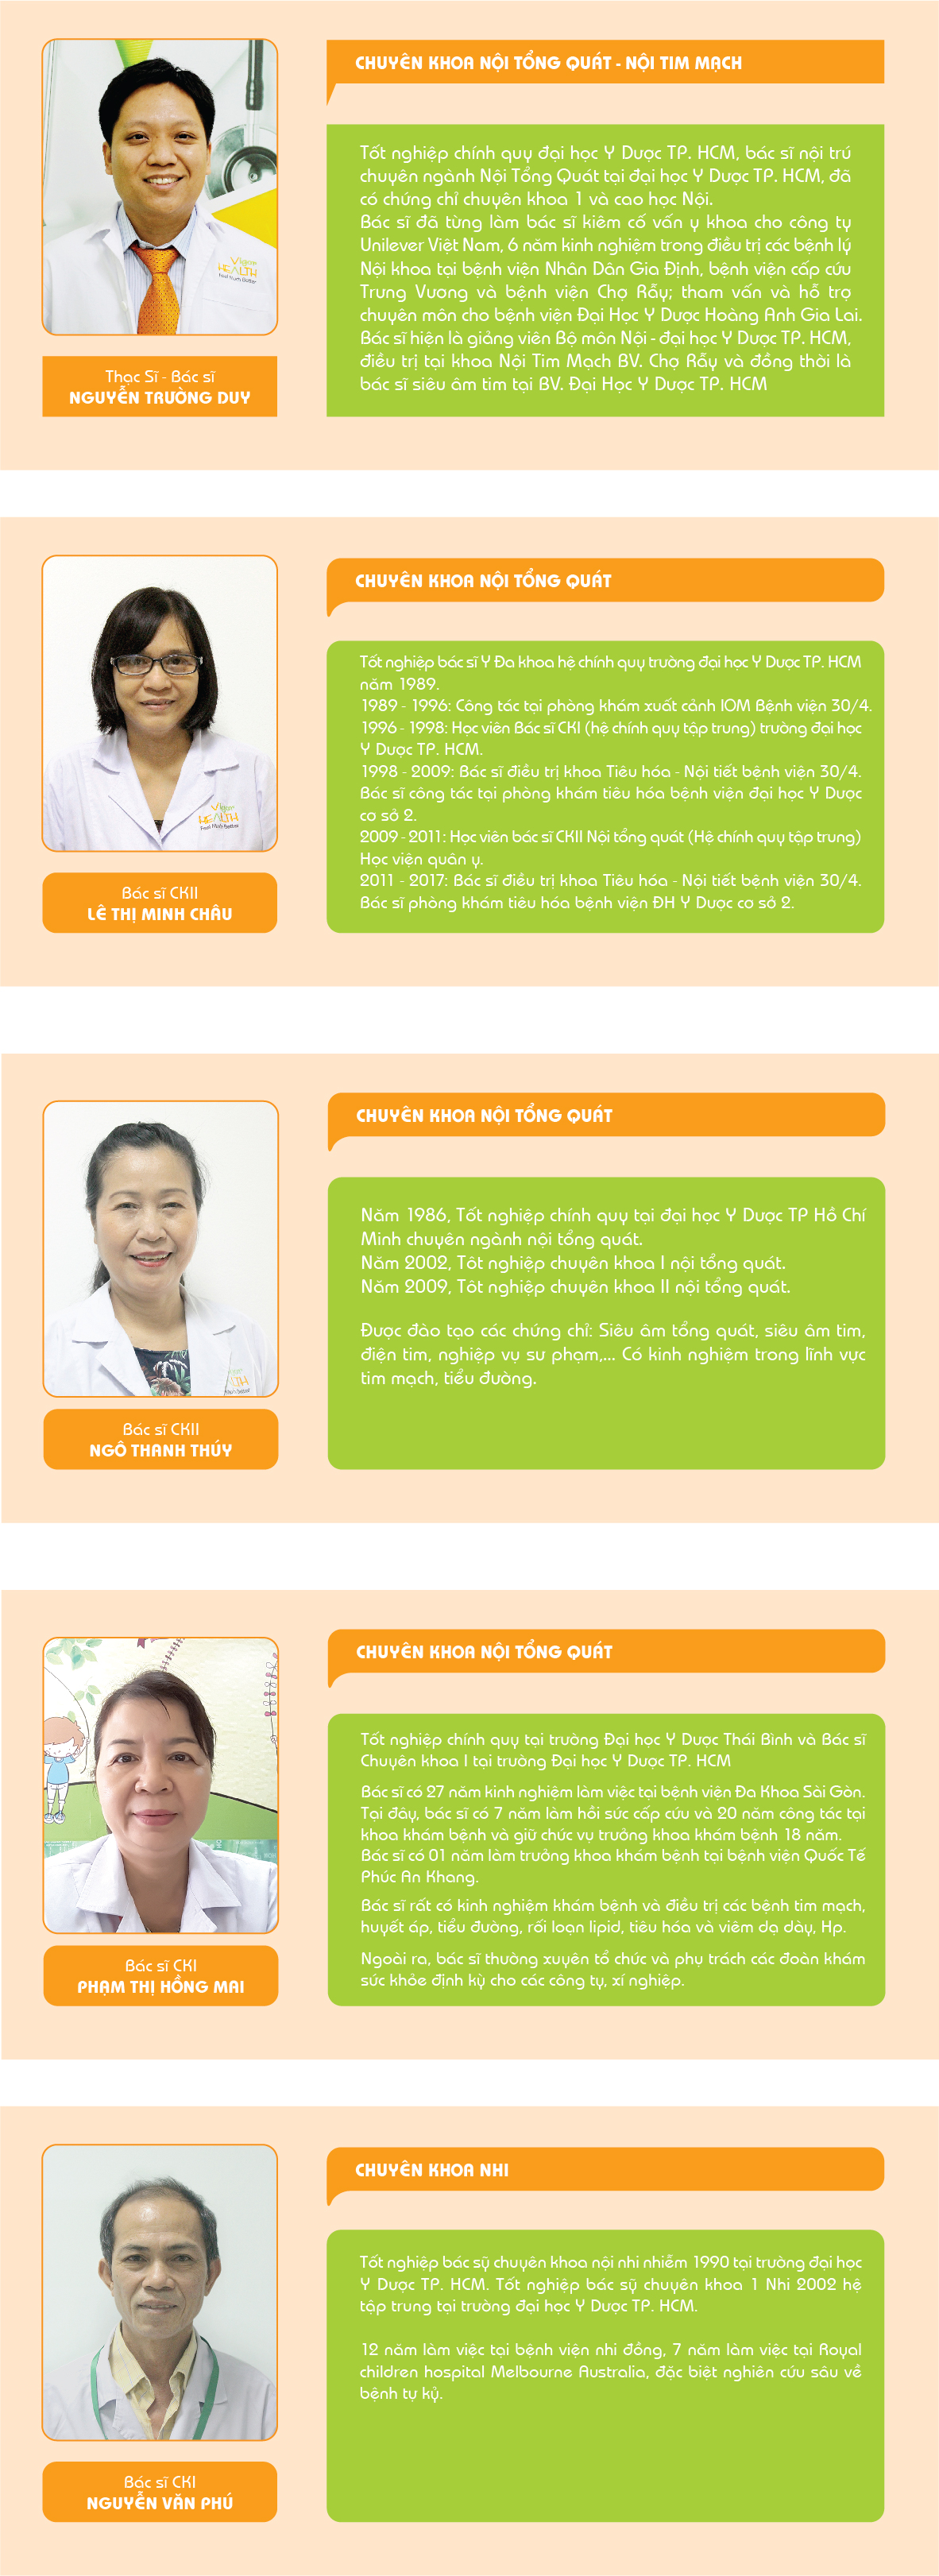 CHUYÊN KHOA NỘI TỔNG QUÁT - NỘI TIM MẠCH
Tốt nghiệp chính quy đại học Y Dược TP. HCM, bác sĩ nội trú
chuyên ngành Nội Tổng Quát tại đại học Y Dược TP. HCM, đã
có chứng chỉ chuyên khoa 1 và cao học Nội.
Bác sĩ đã từng làm bác sĩ kiêm cố vấn y khoa cho công ty
Unilever Việt Nam, 6 năm kinh nghiệm trong điều trị các bệnh lý
Nội khoa tại bệnh viện Nhân Dân Gia Định, bệnh viện cấp cứu
Trưng Vương và bệnh viện Chợ Rẫy; tham vấn và hỗ trợ
chuyên môn cho bệnh viện Đại Học Y Dược Hoàng Anh Gia Lai.
Bác sĩ hiện là giảng viên Bộ môn Nội - đại học Y Dược TP. HCM,
điều trị tại khoa Nội Tim Mạch BV. Chợ Rẫy và đồng thời là
bác sĩ siêu âm tim tại BV. Đại Học Y Dược TP. HCM
Vigor
HEALTH
Feel Much Better
Thạc Sĩ - Bác sĩ
NGUYỄN TRƯỜNG DUY
CHUYÊN KHOA NỘI TỔNG QUÁT
Tốt nghiệp bác sĩ Y Đa khoa hệ chính quy trường đại học Y Dược TP. HCM
năm 1989.
1989 - 1996: Công tác tại phòng khám xuất cảnh IOM Bệnh viện 30/4.
1996 - 1998: Học viên Bác sĩ CKI (hệ chính quy tập trung) trường đại học
Y Dược TP. HCM.
1998 - 2009: Bác sĩ điều trị khoa Tiêu hóa - Nội tiết bệnh viện 30/4.
Bác sĩ công tác tại phòng khám tiêu hóa bệnh viện đại học Y Dược
cơ sở 2.
2009 - 2011: Học viên bác sĩ CKII Nội tổng quát (Hệ chính quy tập trung)
Học viện quân y.
2011 - 2017: Bác sĩ điều trị khoa Tiêu hóa - Nội tiết bệnh viện 30/4.
Bác sĩ phòng khám tiêu hóa bệnh viện ĐH Y Dược cơ sở 2.
Vigor
HEALTH
Feel Much Better
Bác sĩ CKII
LÊ THỊ MINH CHÂU
CHUYÊN KHOA NỘI TỔNG QUÁT
Năm 1986, Tốt nghiệp chính quy tại đại học Y Dược TP Hồ Chí
Minh chuyên ngành nội tổng quát.
Năm 2002, Tôt nghiệp chuyên khoa I nội tổng quát.
Năm 2009, Tôt nghiệp chuyên khoa II nội tổng quát.
Được đào tạo các chứng chỉ: Siêu âm tổng quát, siêu âm tim,
điện tim, nghiệp vụ sư phạm,... Có kinh nghiệm trong lĩnh vực
tim mạch, tiểu đường.
Bác sĩ CKII
NGÔ THANH THÚY
CHUYÊN KHOA NỘI TỔNG QUÁT
Tốt nghiệp chính quy tại trường Đại học Y Dược Thái Bình và Bác sĩ
Chuyên khoa I tại trường Đại học Y Dược TP. HCM
Bác sĩ có 27 năm kinh nghiệm làm việc tại bệnh viện Đa Khoa Sài Gòn.
Tại đây, bác sĩ có 7 năm làm hồi sức cấp cứu và 20 năm công tác tại
khoa khám bệnh và giữ chức vụ trưởng khoa khám bệnh 18 năm.
Bác sĩ có 01 năm làm trưởng khoa khám bệnh tại bệnh viện Quốc Tế
Phúc An Khang.
Bác sĩ rất có kinh nghiệm khám bệnh và điều trị các bệnh tim mạch,
huyết áp, tiểu đường, rối loạn lipid, tiêu hóa và viêm dạ dày, Hp.
Ngoài ra, bác sĩ thường xuyên tổ chức và phụ trách các đoàn khám
sức khỏe định kỳ cho các công ty, xí nghiệp.
Bác sĩ CKI
PHẠM THỊ HỒNG MAI
CHUYÊN KHOA NHI
Tốt nghiệp bác sỹ chuyên khoa nội nhi nhiễm 1990 tại trường đại học
Y Dược TP. HCM. Tốt nghiệp bác sỹ chuyên khoa 1 Nhi 2002 hệ
tập trung tại trường đại học Y Dược TP. HCM.
12 năm làm việc tại bệnh viện nhi đồng, 7 năm làm việc tại Royal
children hospital Melbourne Australia, đặc biệt nghiên cứu sâu về
bệnh tự kỷ.
Bác sĩ CKI
NGUYỄN VĂN PHÚ